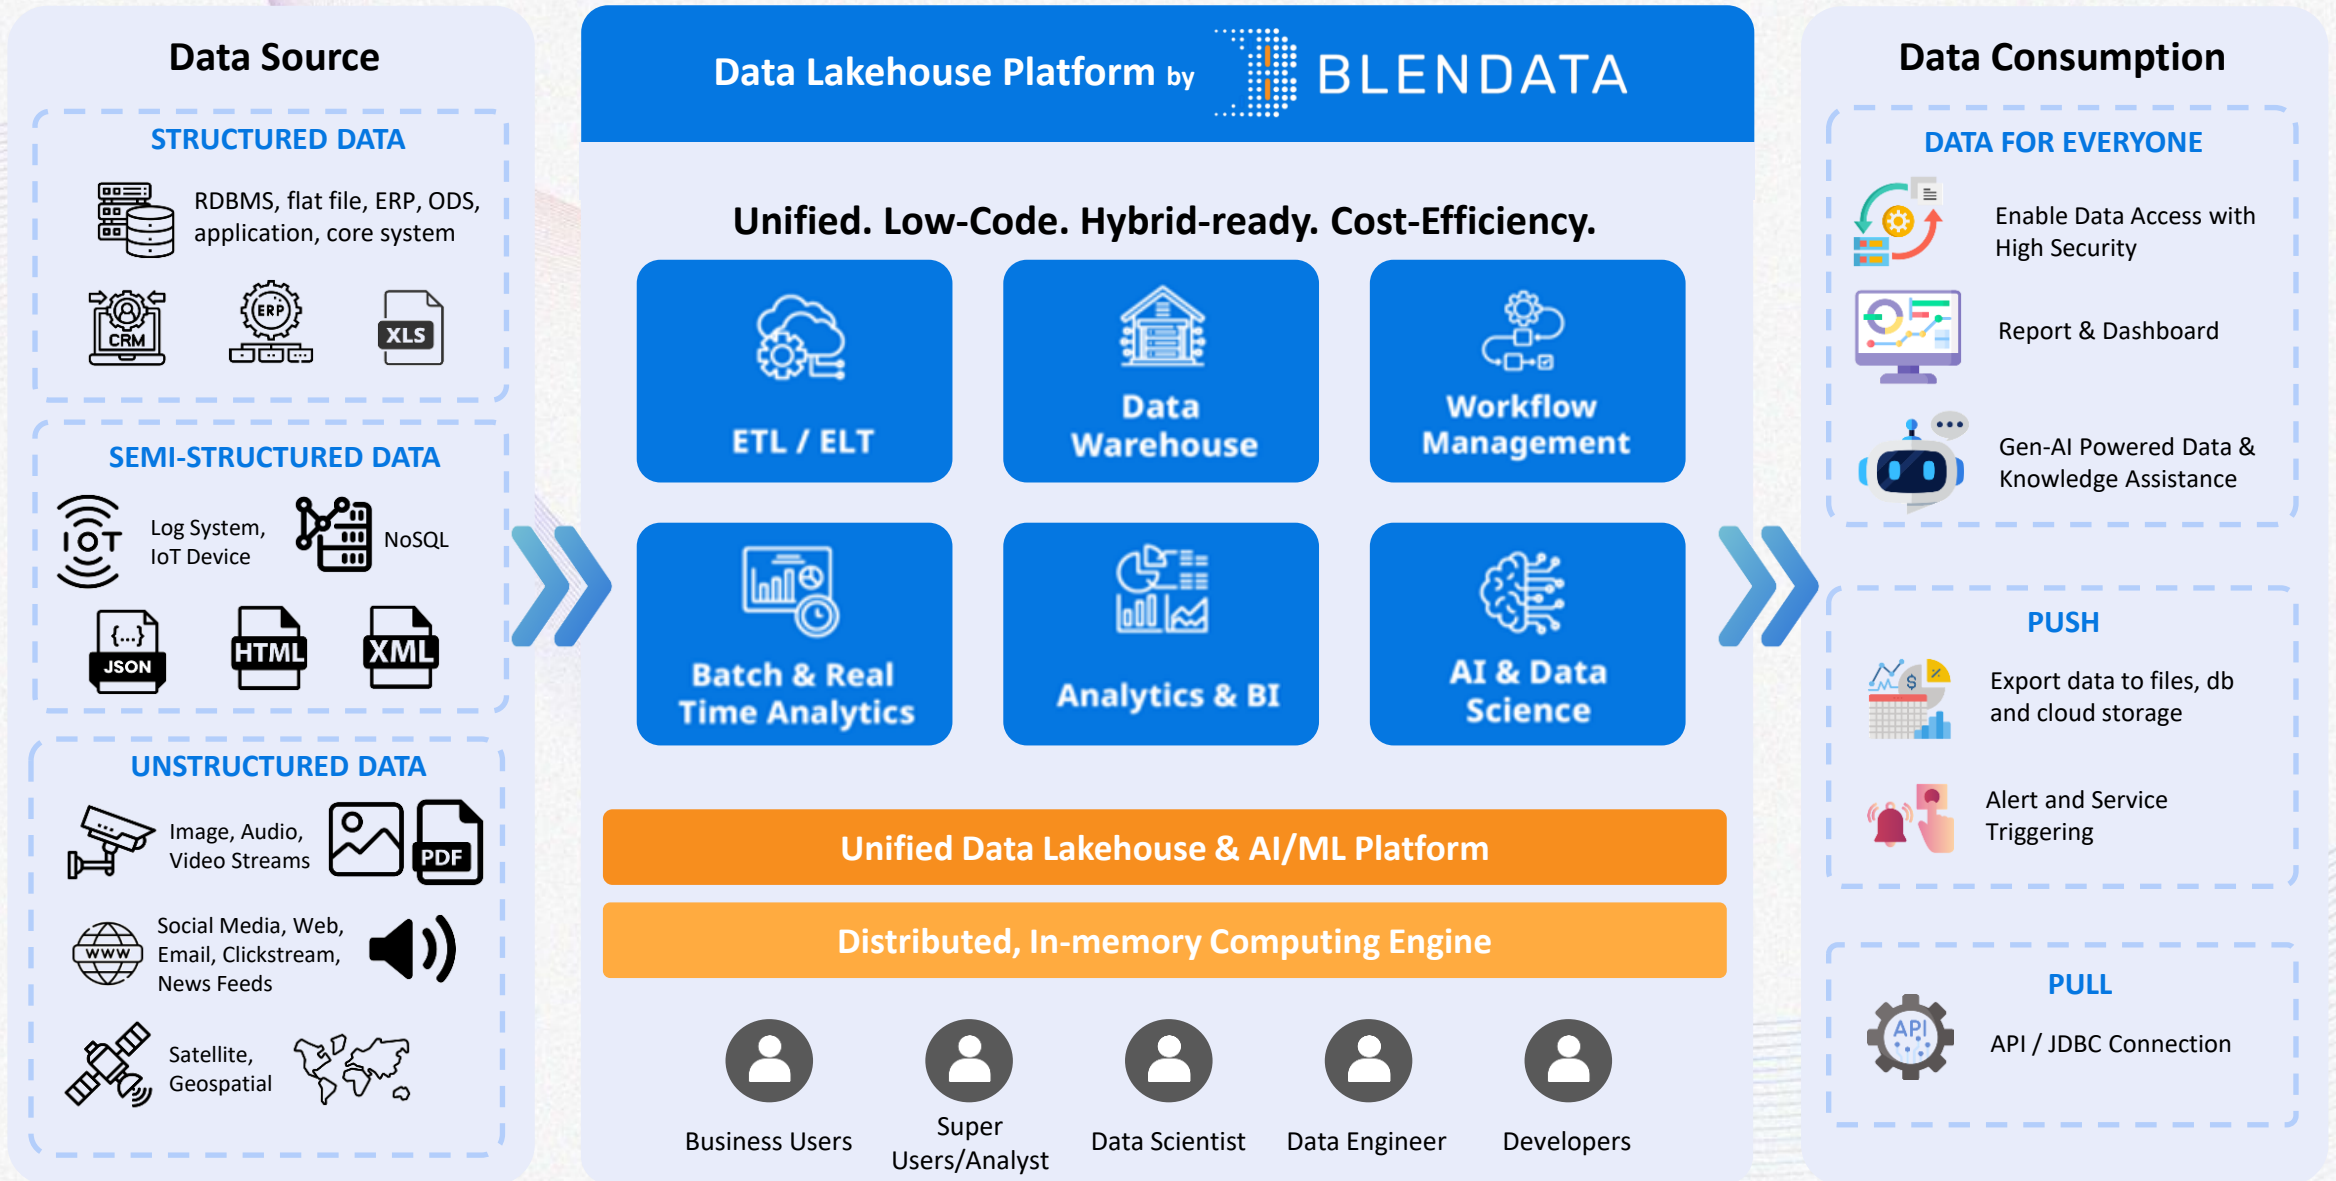 Data Source
STRUCTURED DATA
RDBMS, flat file, ERP, ODS,
application, core system
CRM
ERP
XLS
SEMI-STRUCTURED DATA
IOT
Log System,
IoT Device
NoSQL
{...}
JSON
HTML
XML
UNSTRUCTURED DATA
Image, Audio,
Video Streams
PDF
WWW
Social Media, Web,
Email, Clickstream,
News Feeds
Satellite,
Geospatial
Data Lakehouse Platform by BLENDATA
Unified. Low-Code. Hybrid-ready. Cost-Efficiency.
ETL / ELT
Data
Warehouse
Workflow
Management
Batch & Real
Time Analytics
Analytics & BI
AI & Data
Science
Unified Data Lakehouse & AI/ML Platform
Distributed, In-memory Computing Engine
Business Users
Super
Users/Analyst
Data Scientist
Data Engineer
Developers
Data Consumption
DATA FOR EVERYONE
Enable Data Access with
High Security
Report & Dashboard
Gen-AI Powered Data &
Knowledge Assistance
PUSH
$
%
Export data to files, db
and cloud storage
Alert and Service
Triggering
PULL
API
API / JDBC Connection